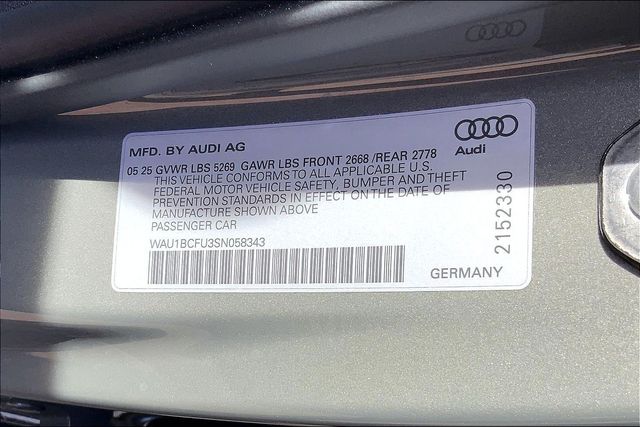 MFD. BY AUDI AG
Audi
05 25 GVWR LBS 5269 GAWR LBS FRONT 2668 /REAR 2778
THIS VEHICLE CONFORMS TO ALL APPLICABLE U.S.
FEDERAL MOTOR VEHICLE SAFETY, BUMPER AND THEFT
PREVENTION STANDARDS IN EFFECT ON THE DATE OF
MANUFACTURE SHOWN ABOVE
PASSENGER CAR
WAU1BCFU3SN058343
GERMANY
2152330